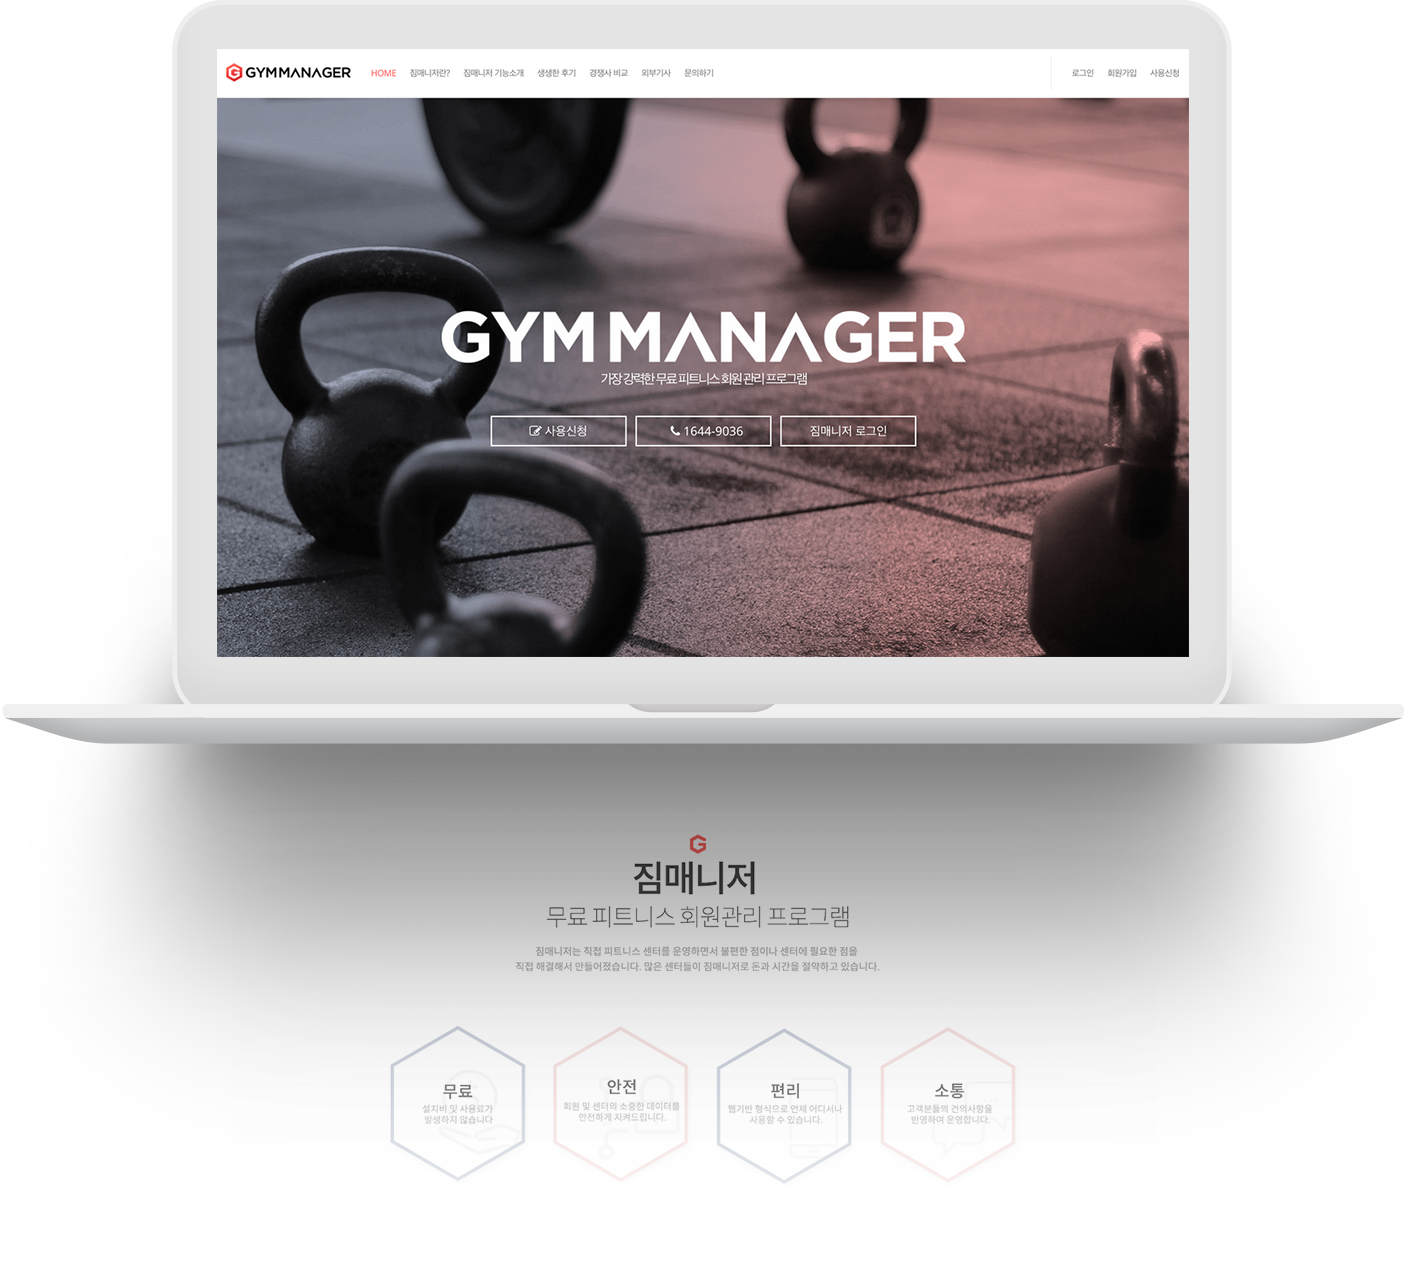 GYMMANAGER HOME 짐매니저란? 짐매니저 기능소개 생생한 후기 경쟁사 비교 외부기사 문의하기 로그인 회원가입 사용신청
GYM MANAGER
가장 강력한 무료 피트니스 회원 관리 프로그램
사용신청 1644-9036 짐매니저 로그인
G
짐매니저
무료 피트니스 회원관리 프로그램
짐매니저는 직접 피트니스 센터를 운영하면서 불편한 점이나 센터에 필요한 점을
직접 해결해서 만들어졌습니다. 많은 센터들이 짐매니저로 돈과 시간을 절약하고 있습니다.
무료
설치비 및 사용료가
발생하지 않습니다
안전
회원 및 센터의 소중한 데이터를
안전하게 지켜드립니다.
편리
웹기반 형식으로 언제 어디서나
사용할 수 있습니다.
소통
고객분들의 건의사항을
반영하여 운영합니다.